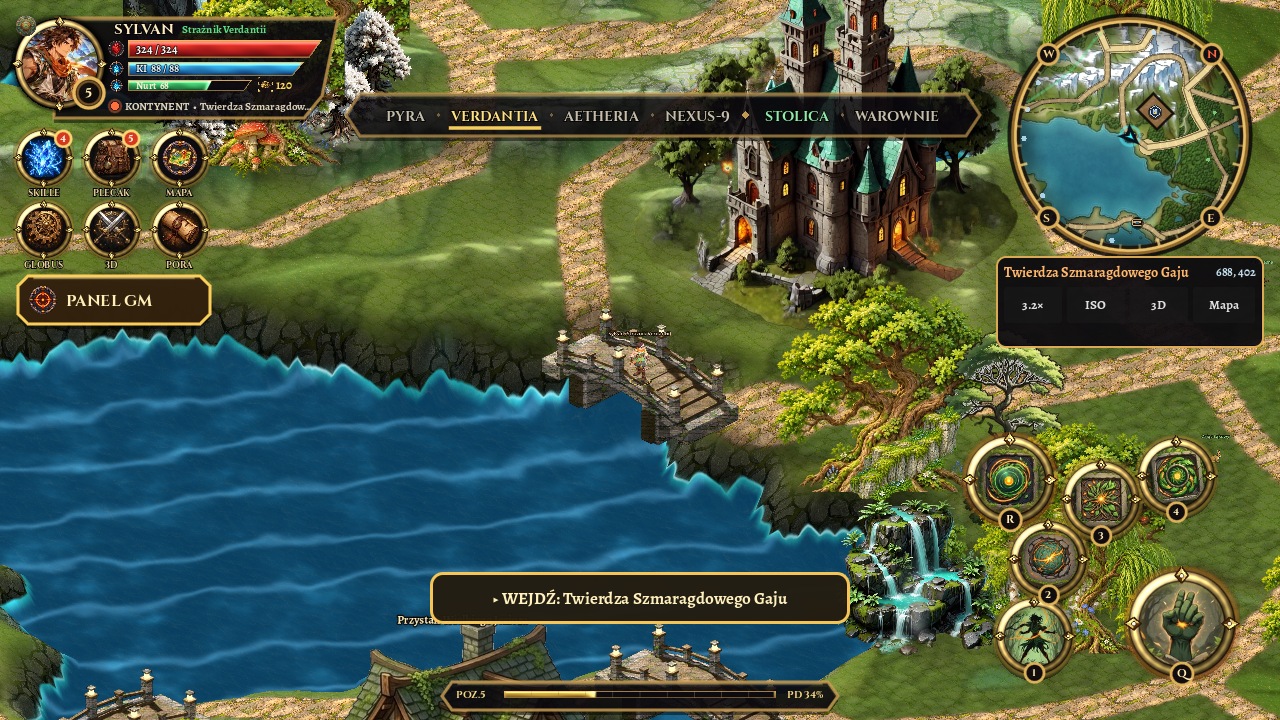 SYLVAN Strażnik Verdantii
324 / 324
KI 88 / 88
Nurt 68
120
5
KONTYNENT • Twierdza Szmaragdow...
PYRA VERDANTIA AETHERIA NEXUS-9 STOLICA WAROWNIE
W N
S E
4 5
SKILLE PLECAK MAPA
GLOBUS 3D PORA
PANEL GM
Twierdza Szmaragdowego Gaju 688,402
3.2× ISO 3D Mapa
R 3 4
2
1 Q
▸ WEJDŹ: Twierdza Szmaragdowego Gaju
Przysta
POZ.5 PD 34%